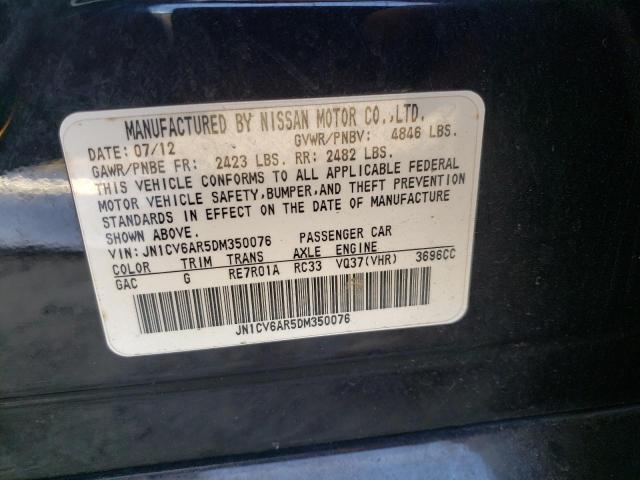 MANUFACTURED BY NISSAN MOTOR CO.,LTD.
DATE: 07/12 GVWR/PNBV: 4846 LBS.
GAWR/PNBE FR: 2423 LBS. RR: 2482 LBS.
THIS VEHICLE CONFORMS TO ALL APPLICABLE FEDERAL
MOTOR VEHICLE SAFETY,BUMPER,AND THEFT PREVENTION
STANDARDS IN EFFECT ON THE DATE OF MANUFACTURE
SHOWN ABOVE.
VIN: JN1CV6AR5DM350076 PASSENGER CAR
COLOR TRIM TRANS AXLE ENGINE
GAC G RE7R01A RC33 VQ37(VHR) 3696CC
JN1CV6AR5DM350076